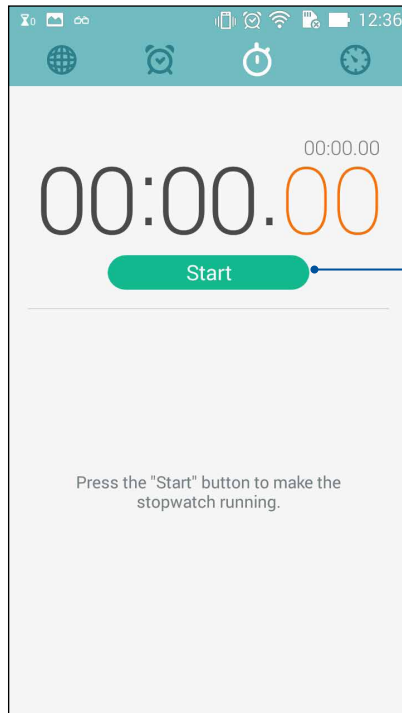 12:36
00:00.00
00:00.00
Start
Press the "Start" button to make the
stopwatch running.